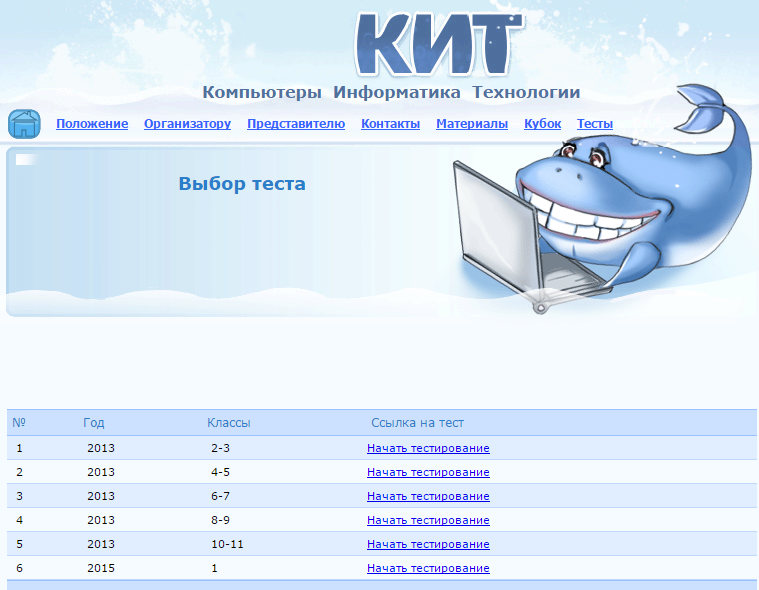 КИТ
Компьютеры Информатика Технологии
Положение Организатору Представителю Контакты Материалы Кубок Тесты
Выбор теста
№ Год Классы Ссылка на тест
1 2013 2-3 Начать тестирование
2 2013 4-5 Начать тестирование
3 2013 6-7 Начать тестирование
4 2013 8-9 Начать тестирование
5 2013 10-11 Начать тестирование
6 2015 1 Начать тестирование